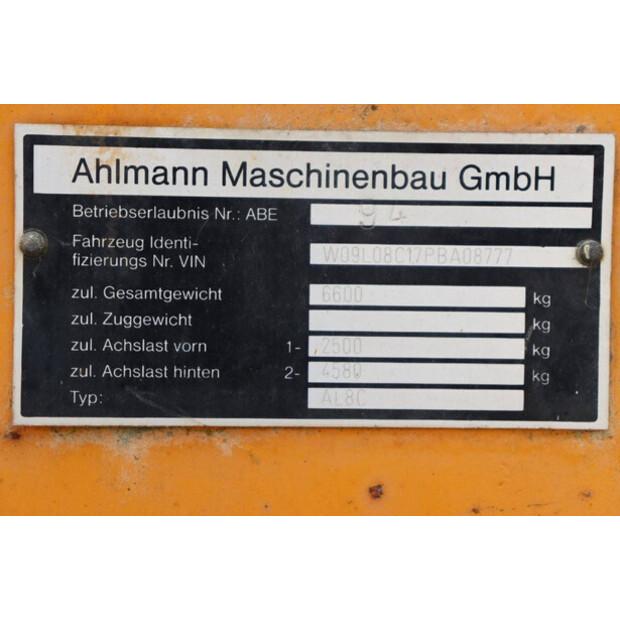 Ahlmann Maschinenbau GmbH
Betriebserlaubnis Nr.: ABE 94
Fahrzeug Identi-
fizierungs Nr. VIN W09L08C17PBA08777
zul. Gesamtgewicht 6600 kg
zul. Zuggewicht kg
zul. Achslast vorn 1- 2500 kg
zul. Achslast hinten 2- 4580 kg
Typ: AL8C